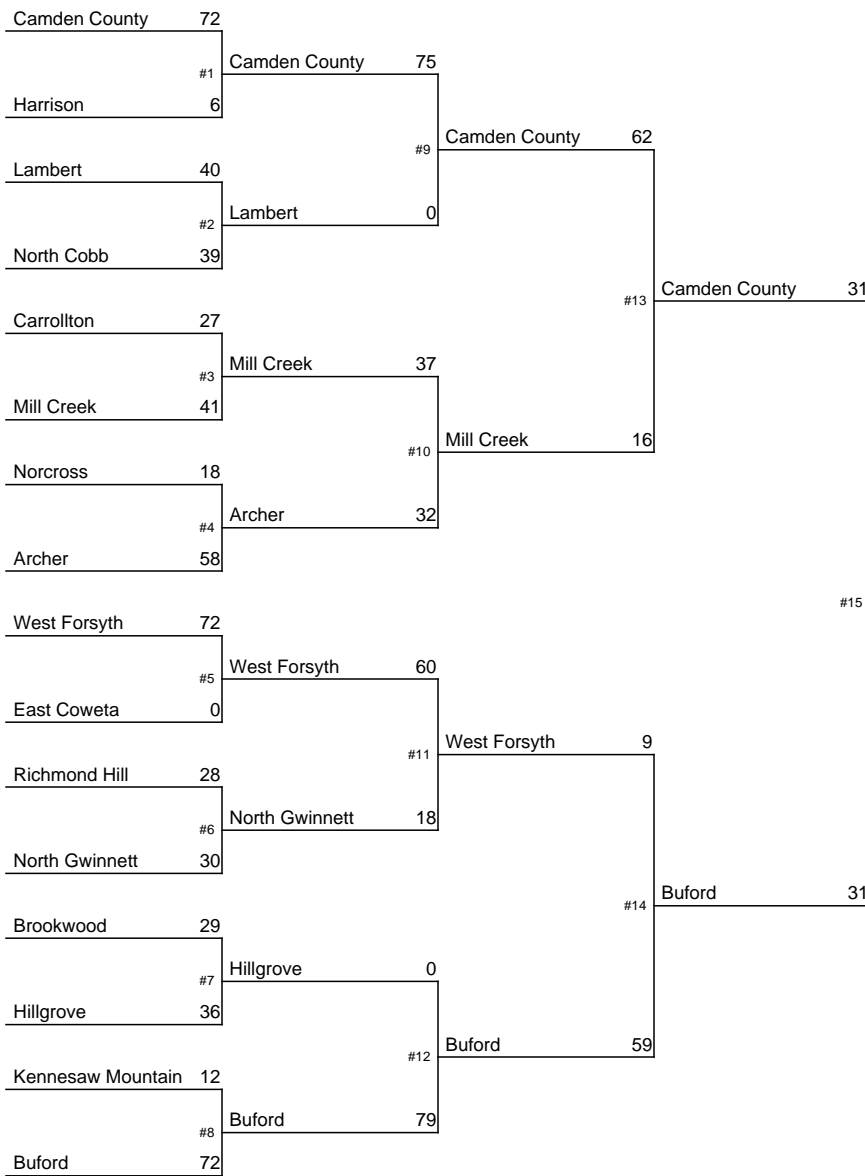 Camden County 72
#1 Camden County 75
Harrison 6
#9 Camden County 62
Lambert 40
#2 Lambert 0
North Cobb 39
#13 Camden County 31
Carrollton 27
#3 Mill Creek 37
Mill Creek 41
#10 Mill Creek 16
Norcross 18
#4 Archer 32
Archer 58
#15
West Forsyth 72
#5 West Forsyth 60
East Coweta 0
#11 West Forsyth 9
Richmond Hill 28
#6 North Gwinnett 18
North Gwinnett 30
#14 Buford 31
Brookwood 29
#7 Hillgrove 0
Hillgrove 36
#12 Buford 59
Kennesaw Mountain 12
#8 Buford 79
Buford 72